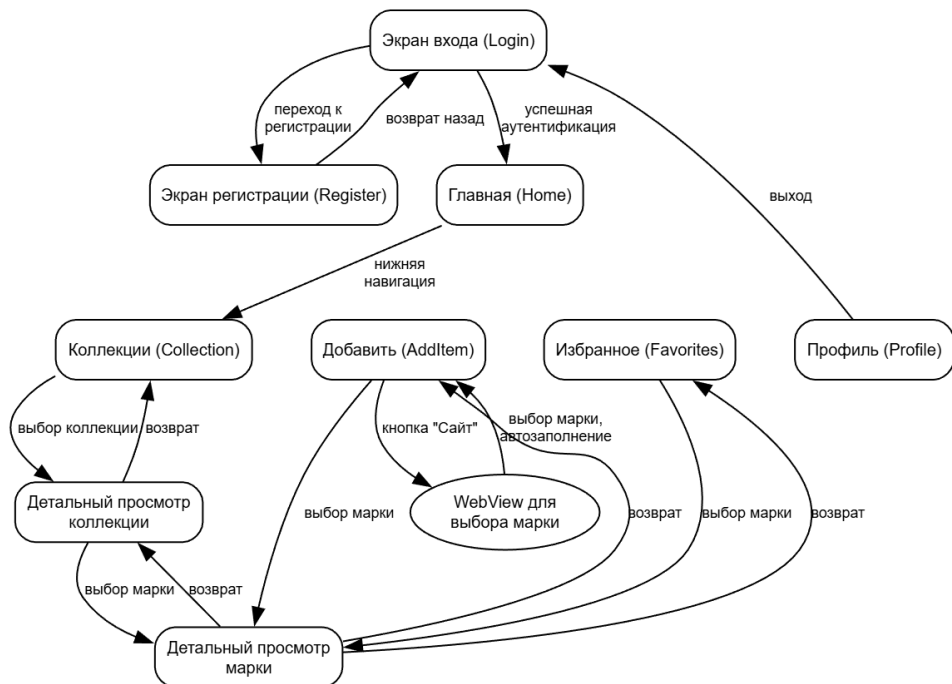 Экран входа (Login)
переход к
регистрации
возврат назад
успешная
аутентификация
Экран регистрации (Register)
Главная (Home)
выход
нижняя
навигация
Коллекции (Collection)
Добавить (AddItem)
Избранное (Favorites)
Профиль (Profile)
выбор коллекции
возврат
кнопка "Сайт"
выбор марки,
автозаполнение
Детальный просмотр
коллекции
WebView для
выбора марки
выбор марки
возврат
выбор марки
возврат
выбор марки
возврат
Детальный просмотр
марки